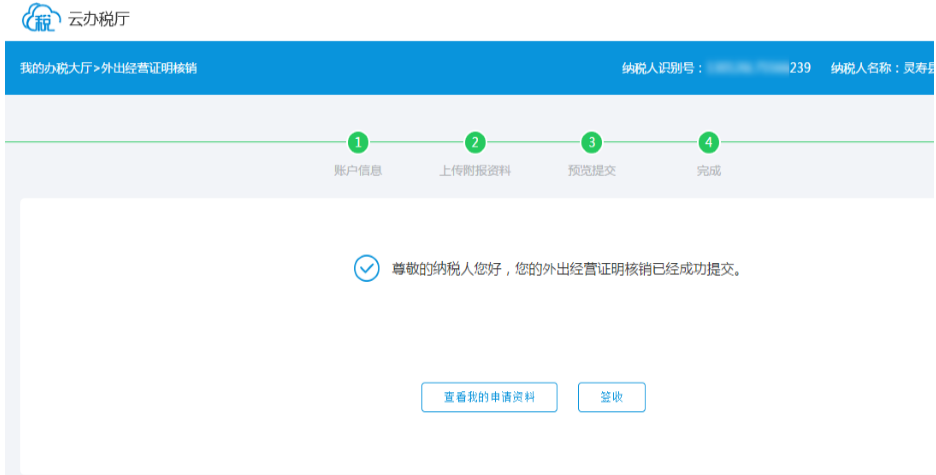 税 云办税厅
我的办税大厅>外出经营证明核销 纳税人识别号： 239 纳税人名称：灵寿县
1 2 3 4
账户信息 上传附报资料 预览提交 完成
尊敬的纳税人您好，您的外出经营证明核销已经成功提交。
查看我的申请资料 签收